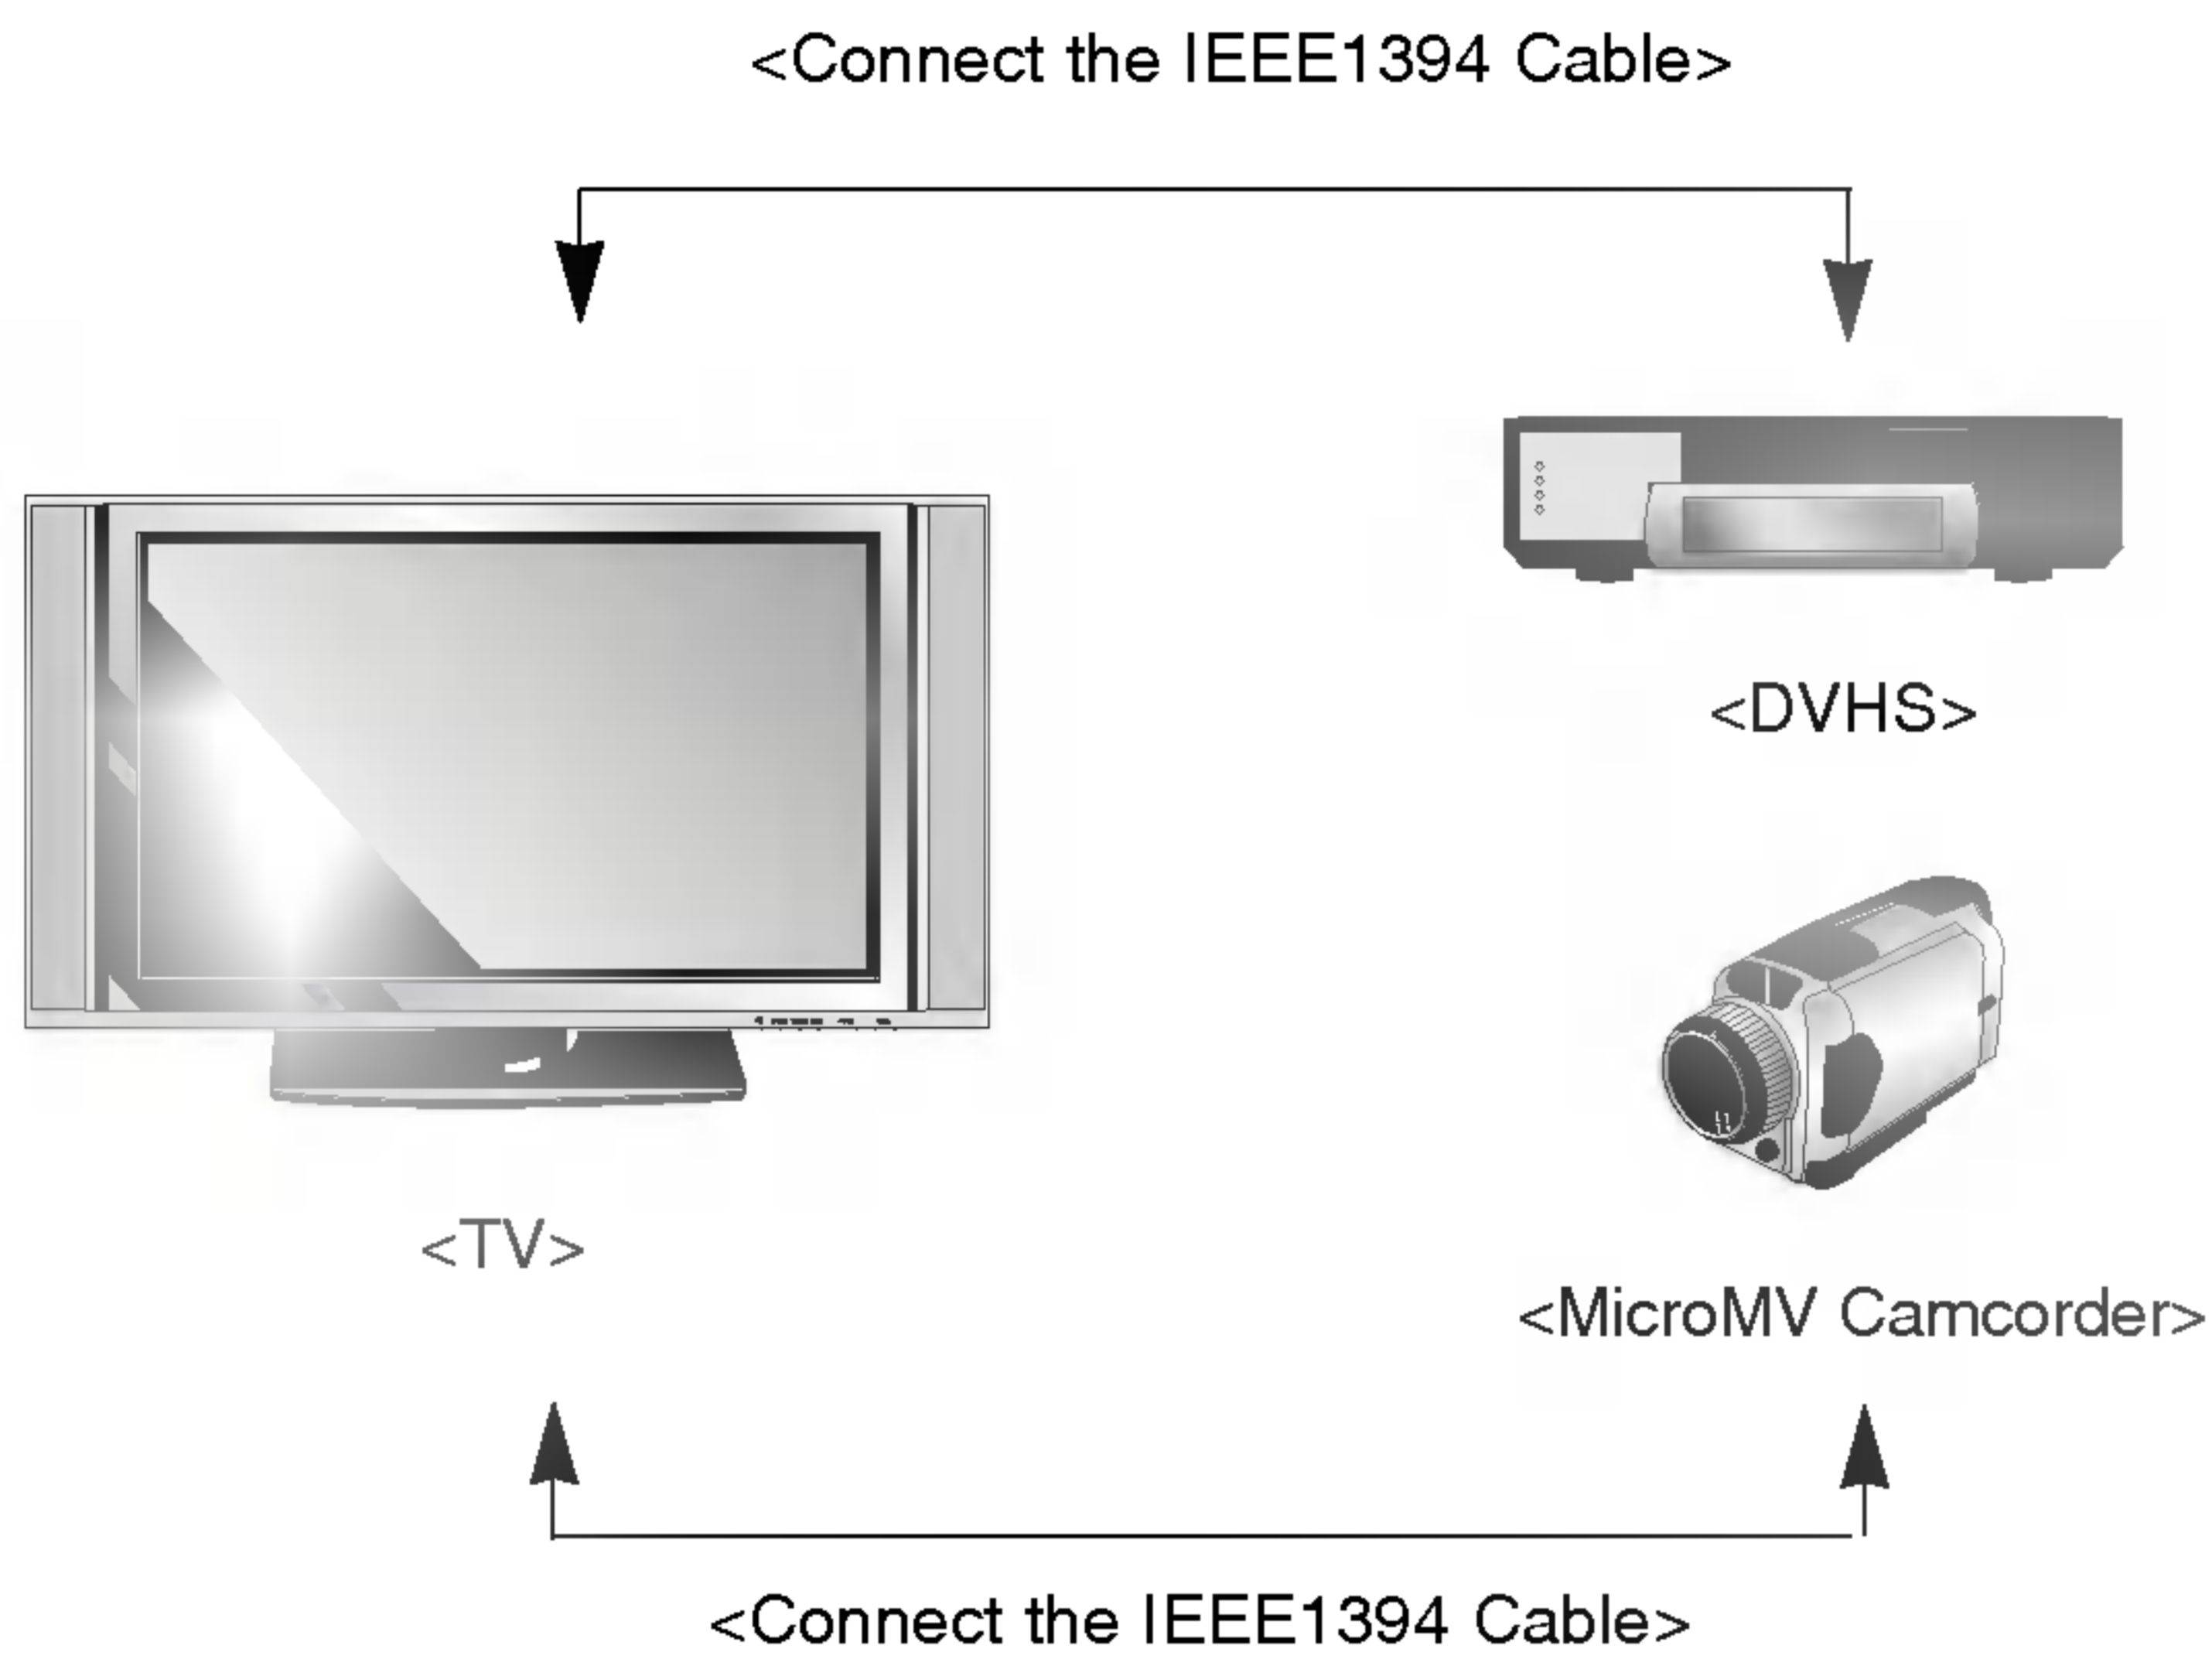 <Connect the IEEE1394 Cable>
<DVHS>
<TV>
<MicroMV Camcorder>
<Connect the IEEE1394 Cable>